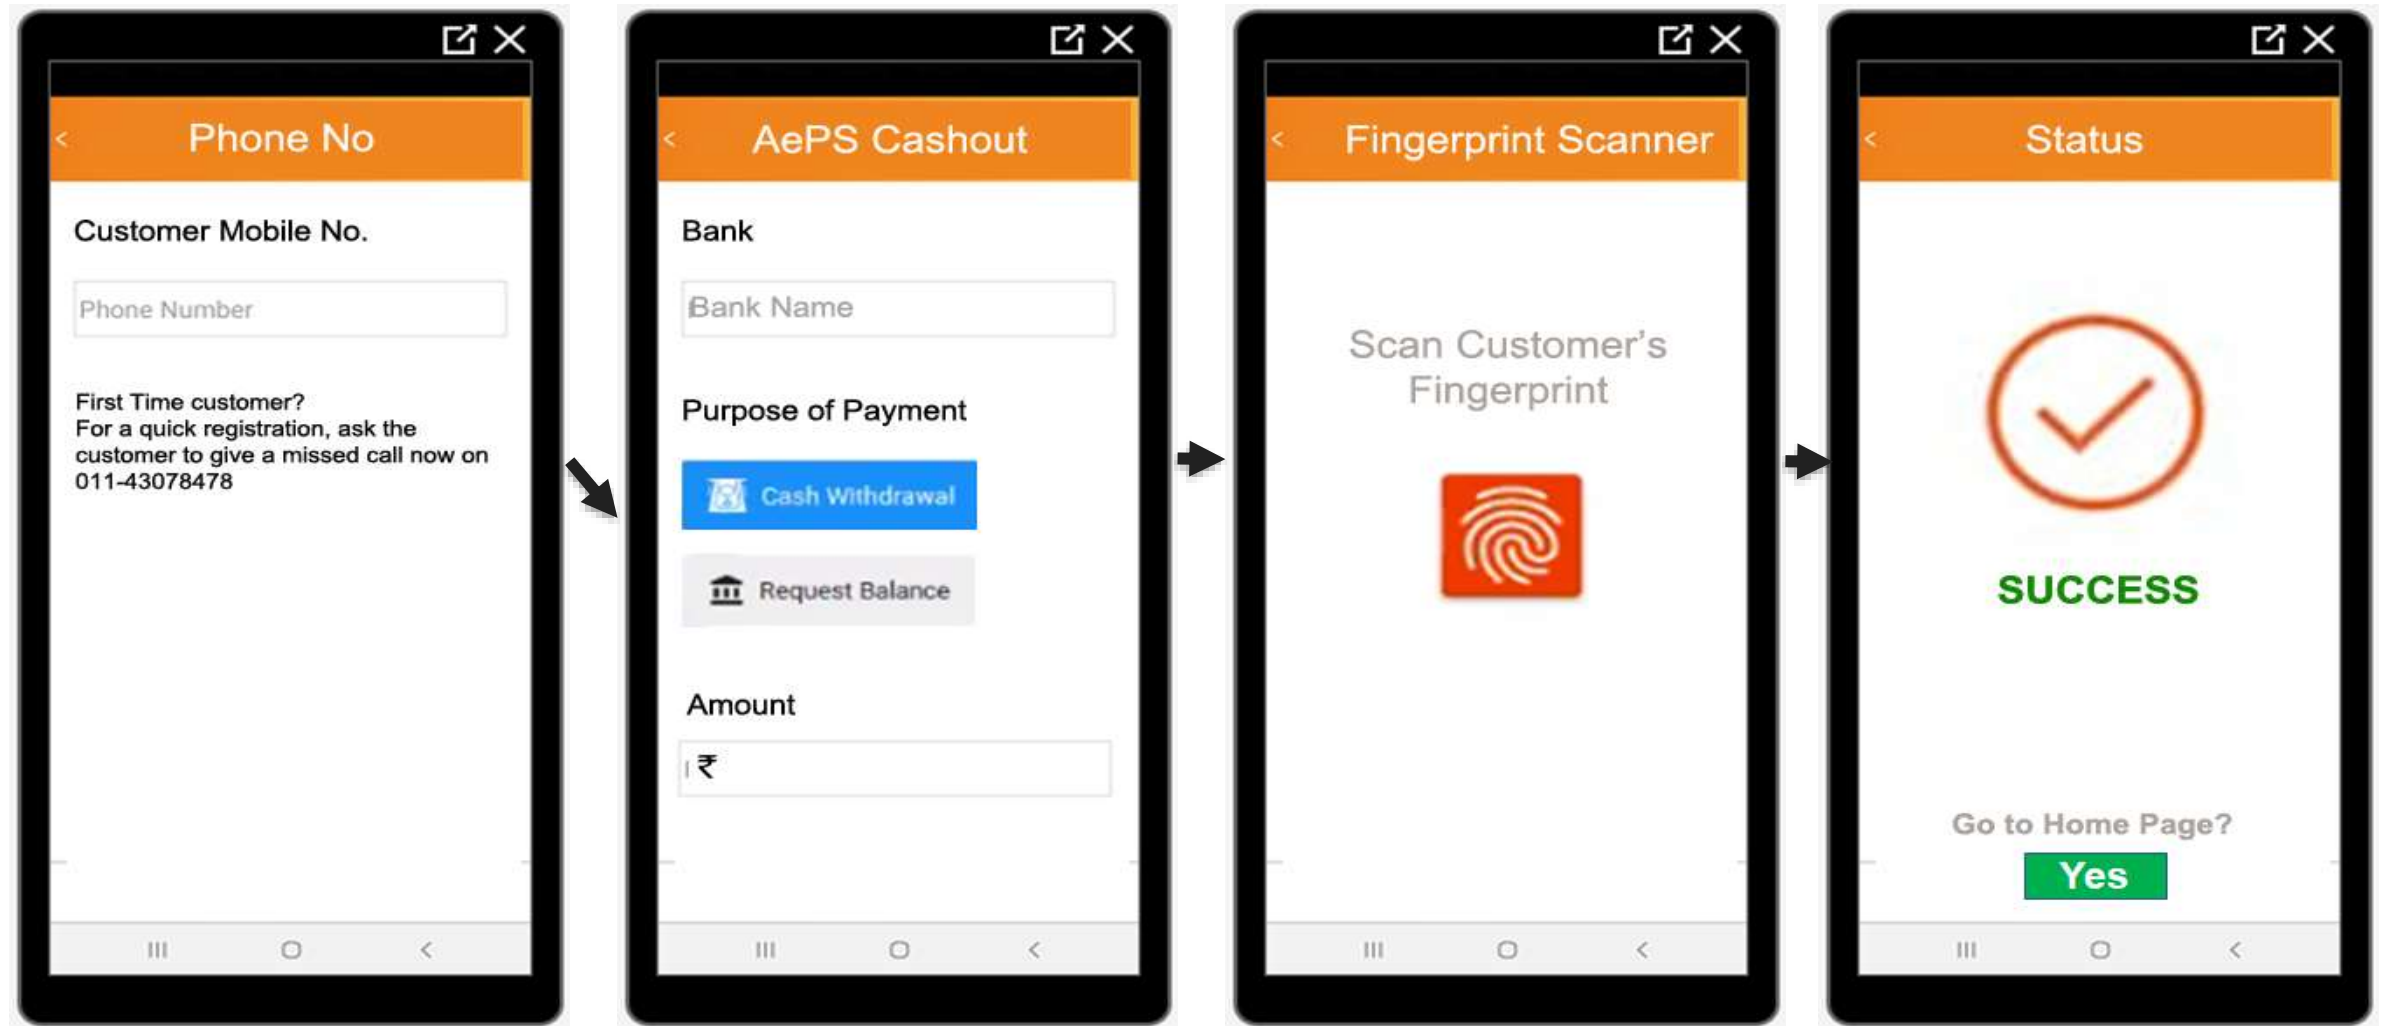 Phone No
Customer Mobile No.
Phone Number
First Time customer?
For a quick registration, ask the
customer to give a missed call now on
011-43078478
AePS Cashout
Bank
Bank Name
Purpose of Payment
Cash Withdrawal
Request Balance
Amount
₹
Fingerprint Scanner
Scan Customer's
Fingerprint
Status
SUCCESS
Go to Home Page?
Yes